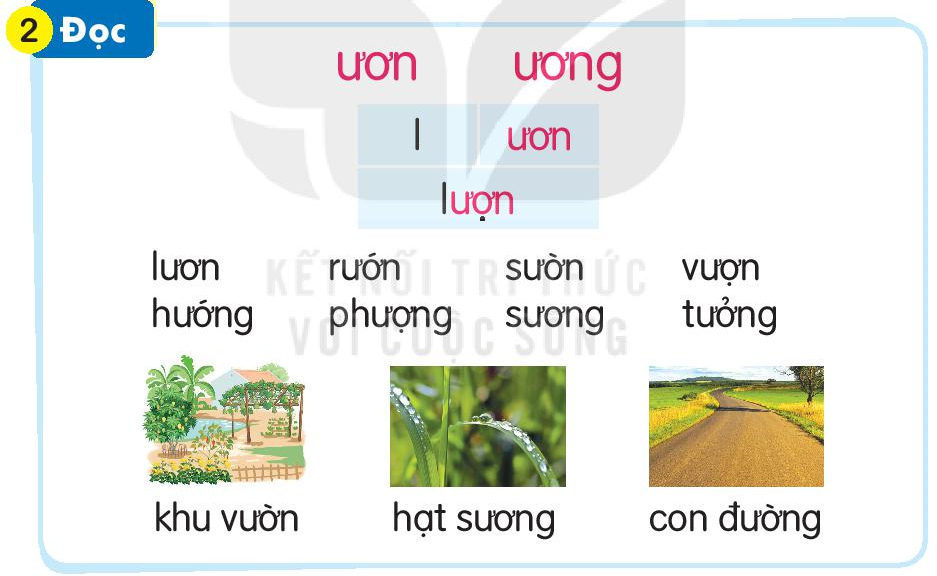 2 Đọc
ươn ương
l ươn
lượn
lươn rướn sườn vượn
hướng phượng sương tưởng
KẾT NỐI TRI THỨC
VỚI CUỘC SỐNG
khu vườn hạt sương con đường